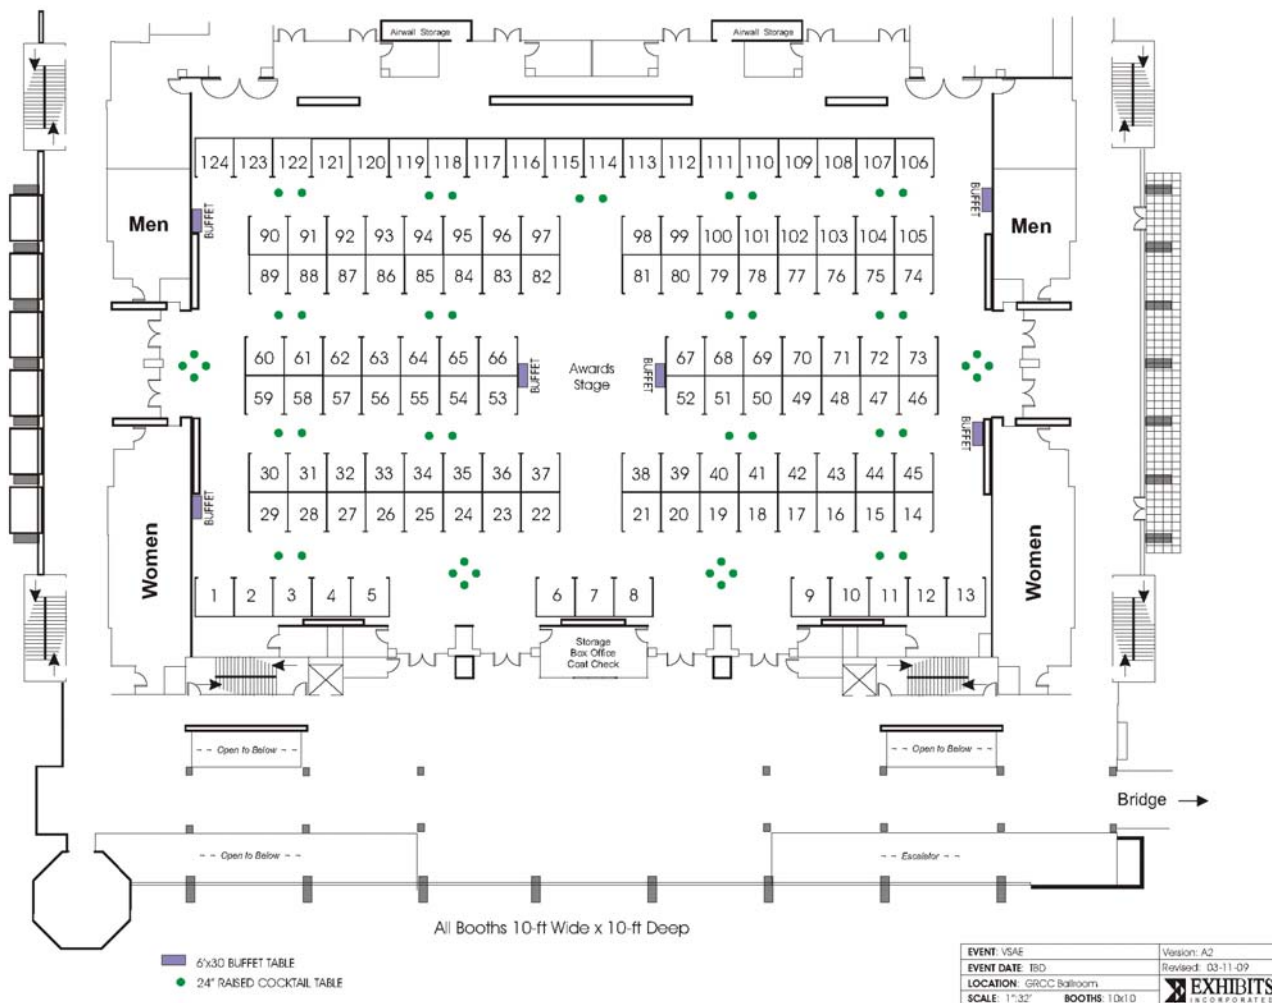 Airwall Storage Airwall Storage
124 123 122 121 120 119 118 117 116 115 114 113 112 111 110 109 108 107 106
Men BUFFET BUFFET Men
90 91 92 93 94 95 96 97 98 99 100 101 102 103 104 105
89 88 87 86 85 84 83 82 81 80 79 78 77 76 75 74
60 61 62 63 64 65 66 67 68 69 70 71 72 73
BUFFET Awards BUFFET
Stage
59 58 57 56 55 54 53 52 51 50 49 48 47 46
BUFFET
30 31 32 33 34 35 36 37 38 39 40 41 42 43 44 45
BUFFET
29 28 27 26 25 24 23 22 21 20 19 18 17 16 15 14
Women Women
1 2 3 4 5 6 7 8 9 10 11 12 13
Storage
Box Office
Coat Check
-- Open to Below -- -- Open to Below --
Bridge
-- Open to Below -- -- Escalator --
All Booths 10-ft Wide x 10-ft Deep
6'x30 BUFFET TABLE
24" RAISED COCKTAIL TABLE
EVENT: VSAE Version: A2
EVENT DATE: TBD Revised: 03-11-09
LOCATION: GRCC Ballroom
SCALE: 1":32' BOOTHS: 10x10
EXHIBITS
INCORPORATED